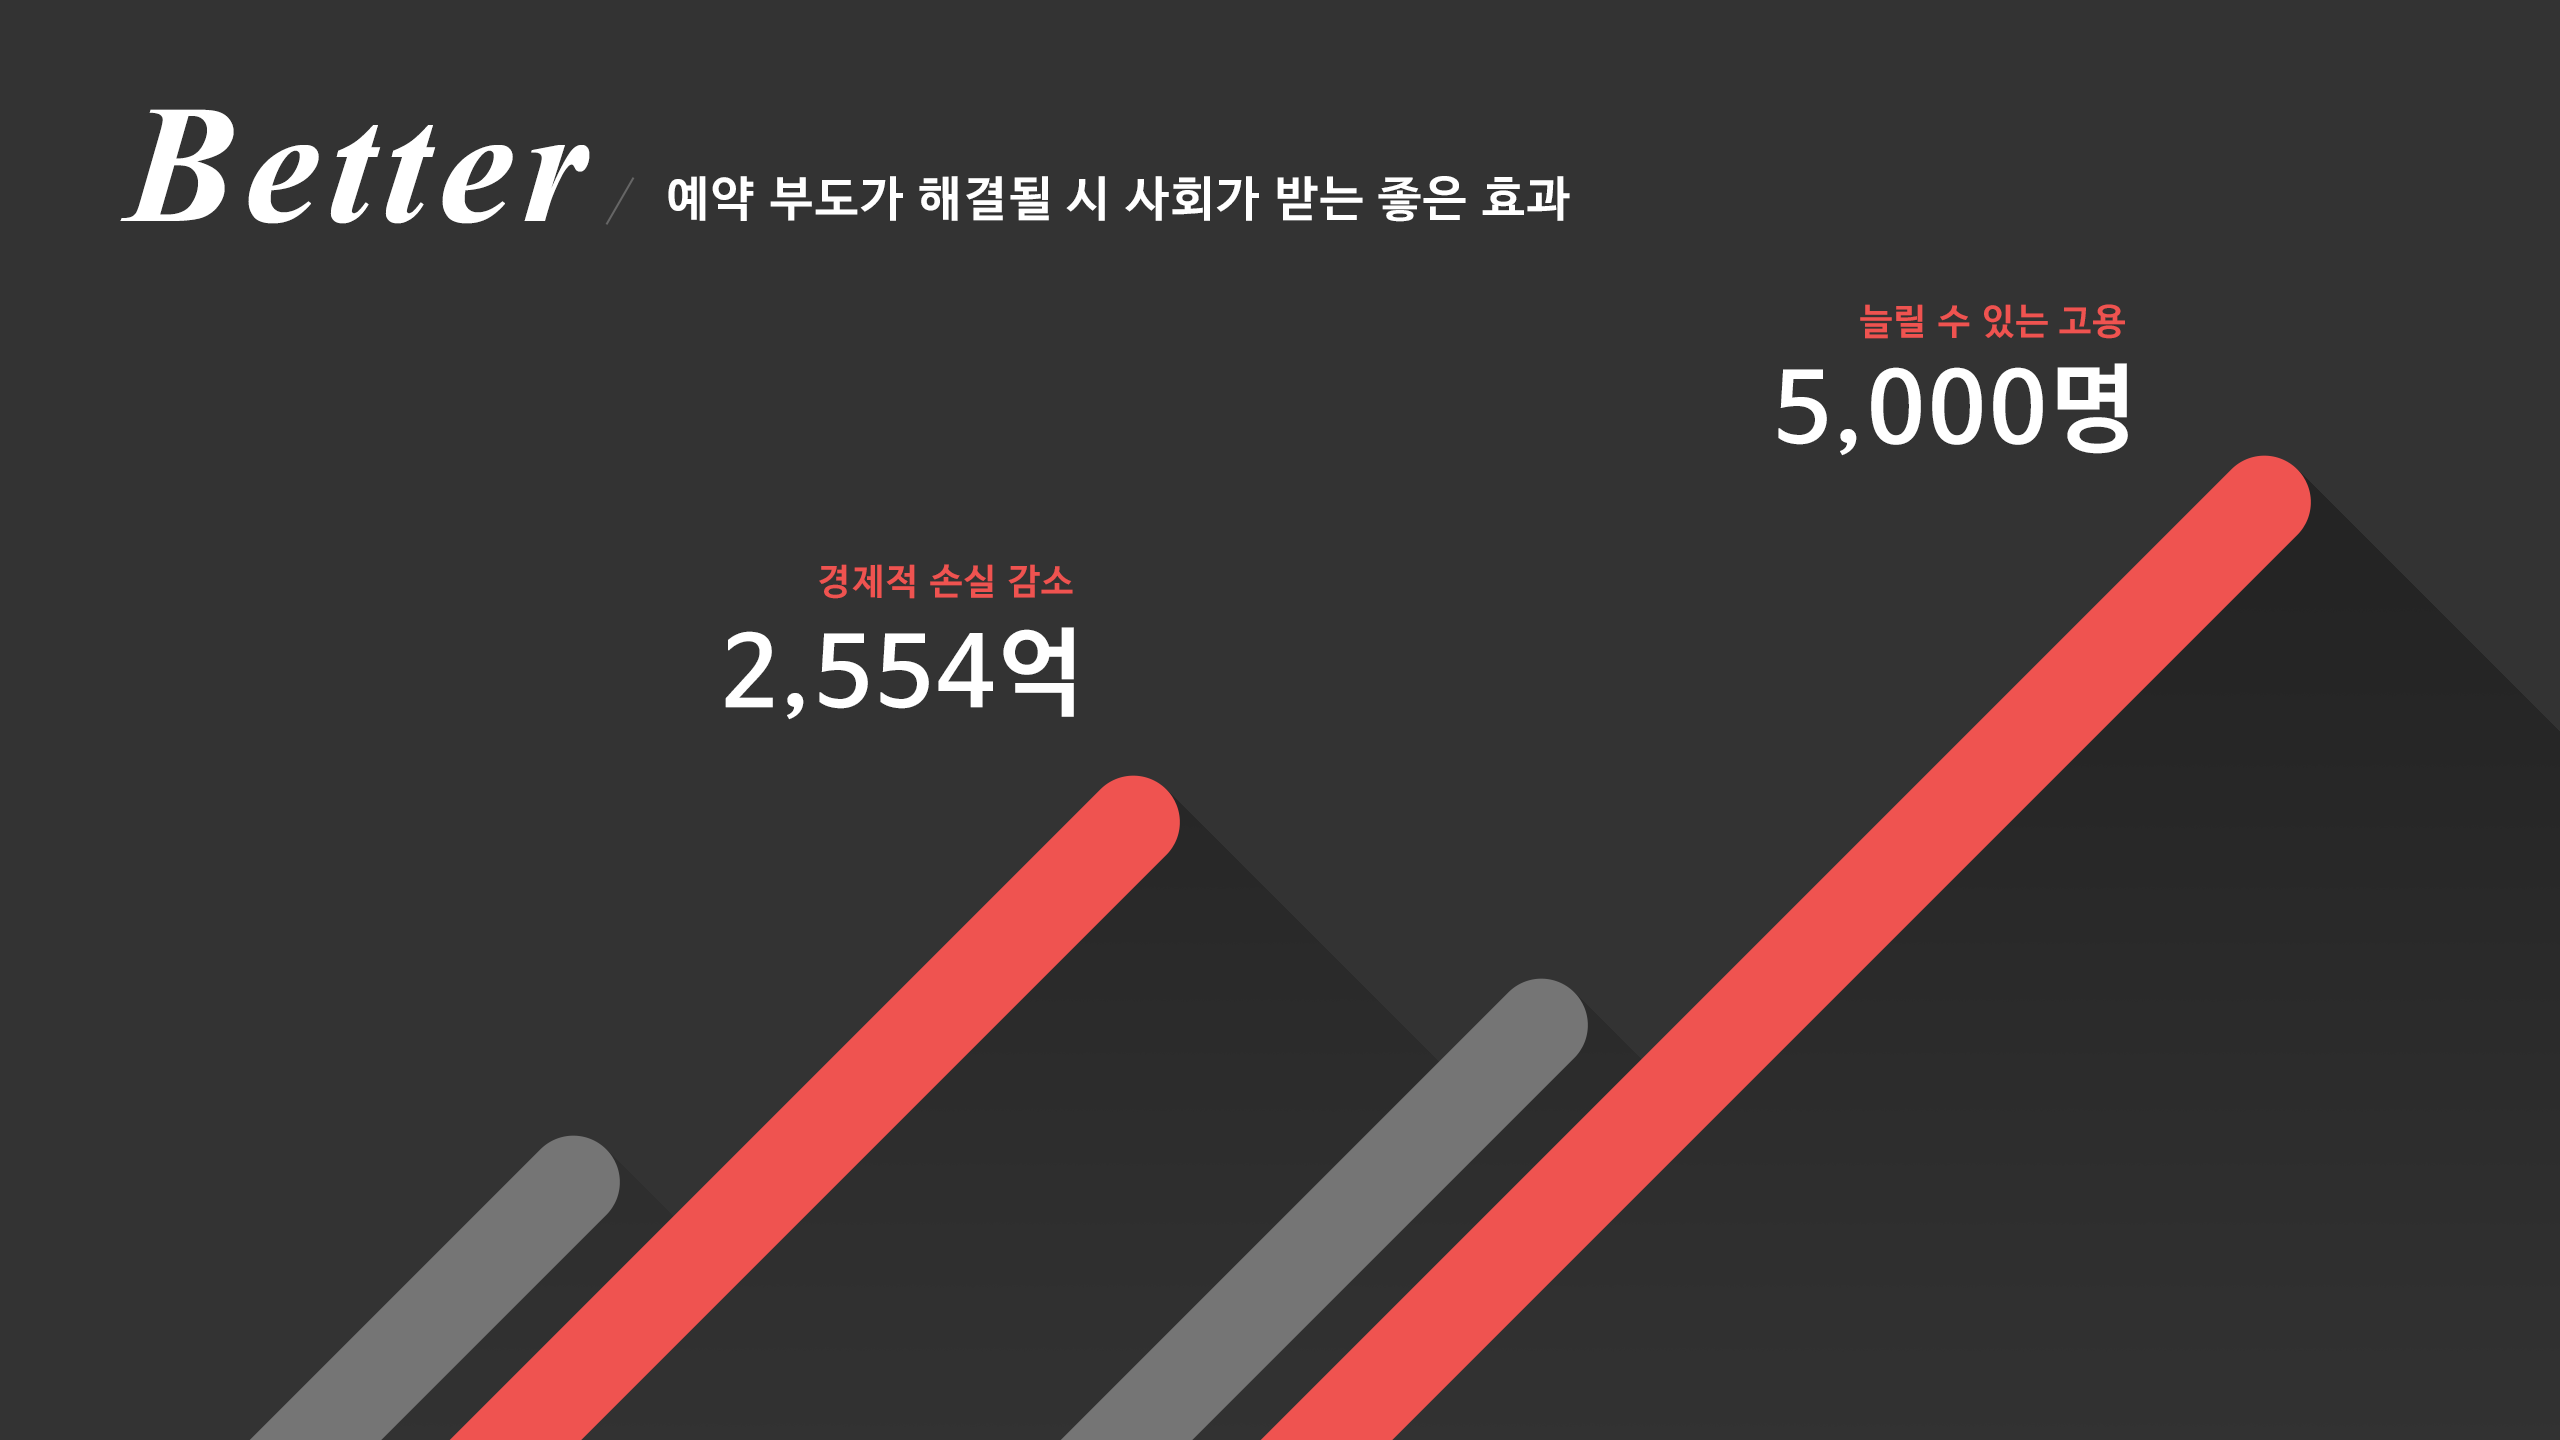 Better / 예약 부도가 해결될 시 사회가 받는 좋은 효과
늘릴 수 있는 고용
5,000명
경제적 손실 감소
2,554억